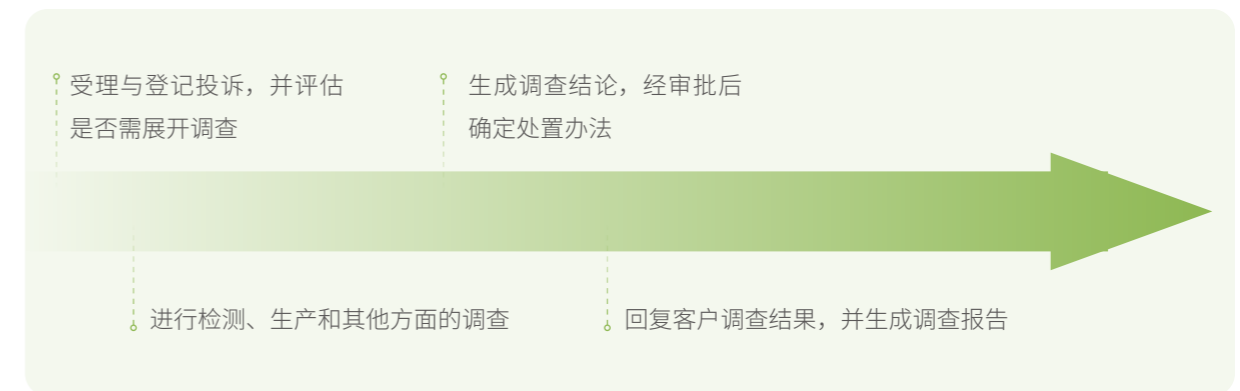 受理与登记投诉，并评估
是否需展开调查
生成调查结论，经审批后
确定处置办法
进行检测、生产和其他方面的调查
回复客户调查结果，并生成调查报告